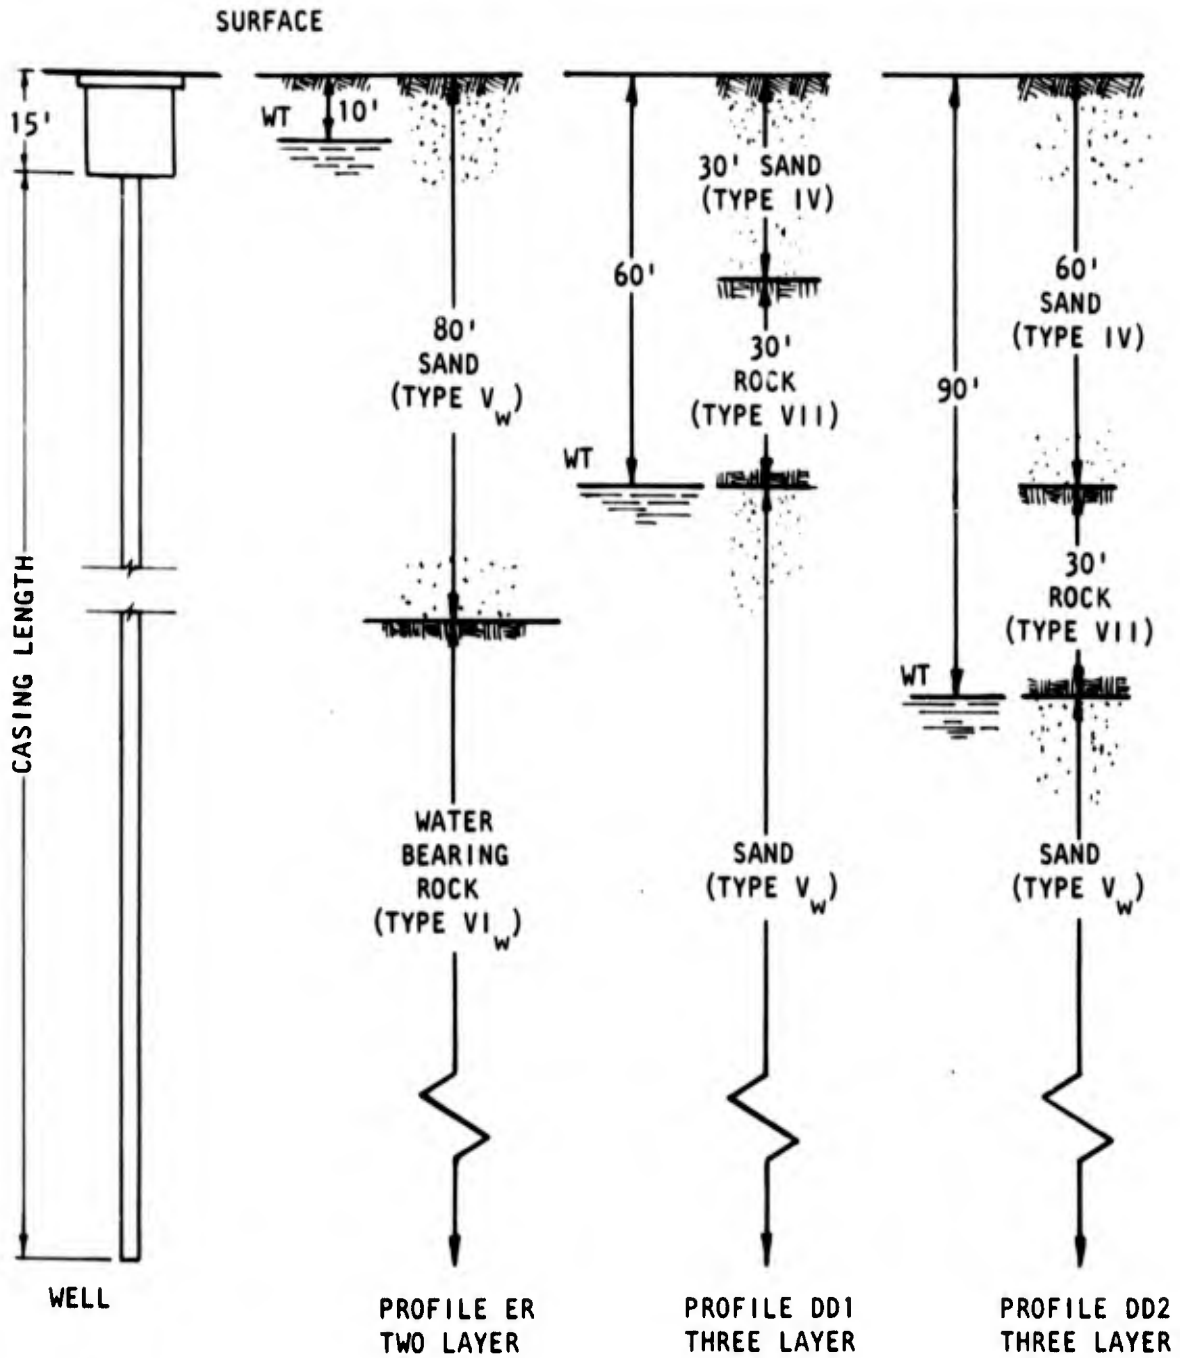 SURFACE
15'
CASING LENGTH
WELL
WT
10'
80'
SAND
(TYPE Vw)
WATER
BEARING
ROCK
(TYPE VIw)
PROFILE ER
TWO LAYER
60'
WT
30' SAND
(TYPE IV)
30'
ROCK
(TYPE VII)
SAND
(TYPE Vw)
PROFILE DD1
THREE LAYER
90'
WT
60'
SAND
(TYPE IV)
30'
ROCK
(TYPE VII)
SAND
(TYPE Vw)
PROFILE DD2
THREE LAYER